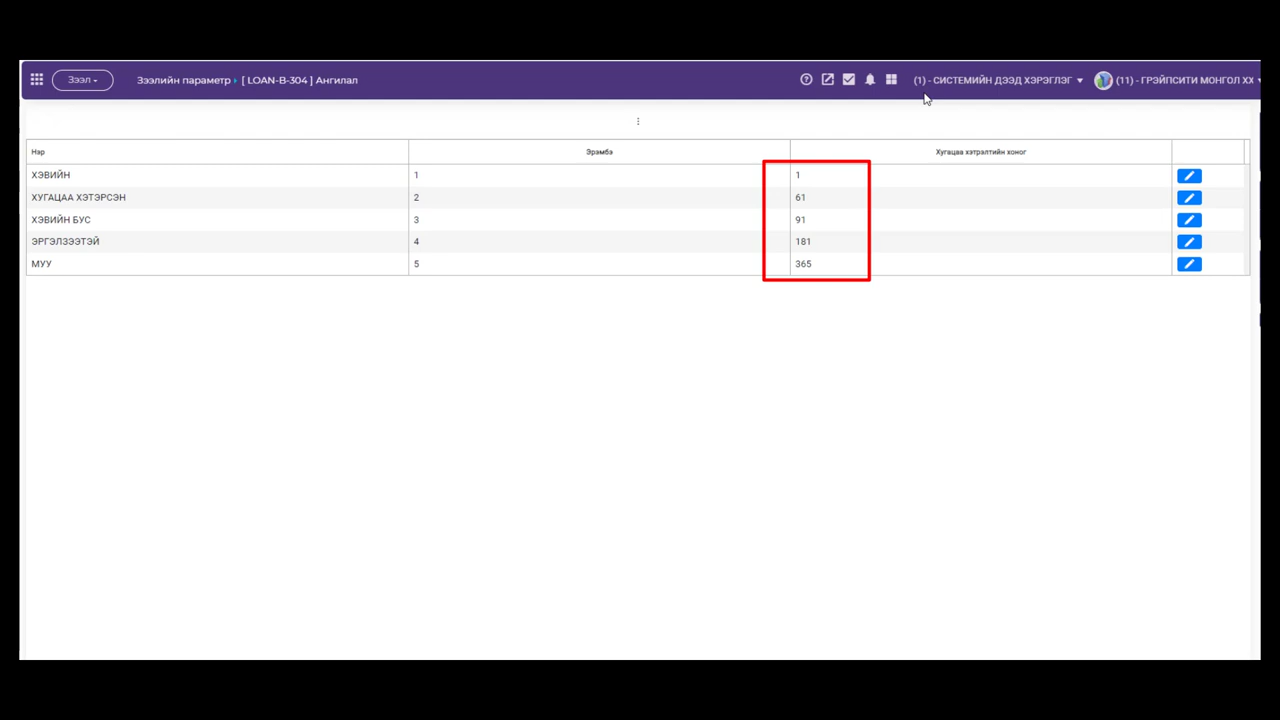 Зээл
Зээлийн параметр
[ LOAN-B-304 ] Ангилал
(1) - СИСТЕМИЙН ДЭЭД ХЭРЭГЛЭГ
(11) - ГРЭЙПСИТИ МОНГОЛ ХХ
Нэр Эрэмбэ Хугацаа хэтрэлтийн хоног
ХЭВИЙН 1 1
ХУГАЦАА ХЭТЭРСЭН 2 61
ХЭВИЙН БУС 3 91
ЭРГЭЛЗЭЭТЭЙ 4 181
МУУ 5 365